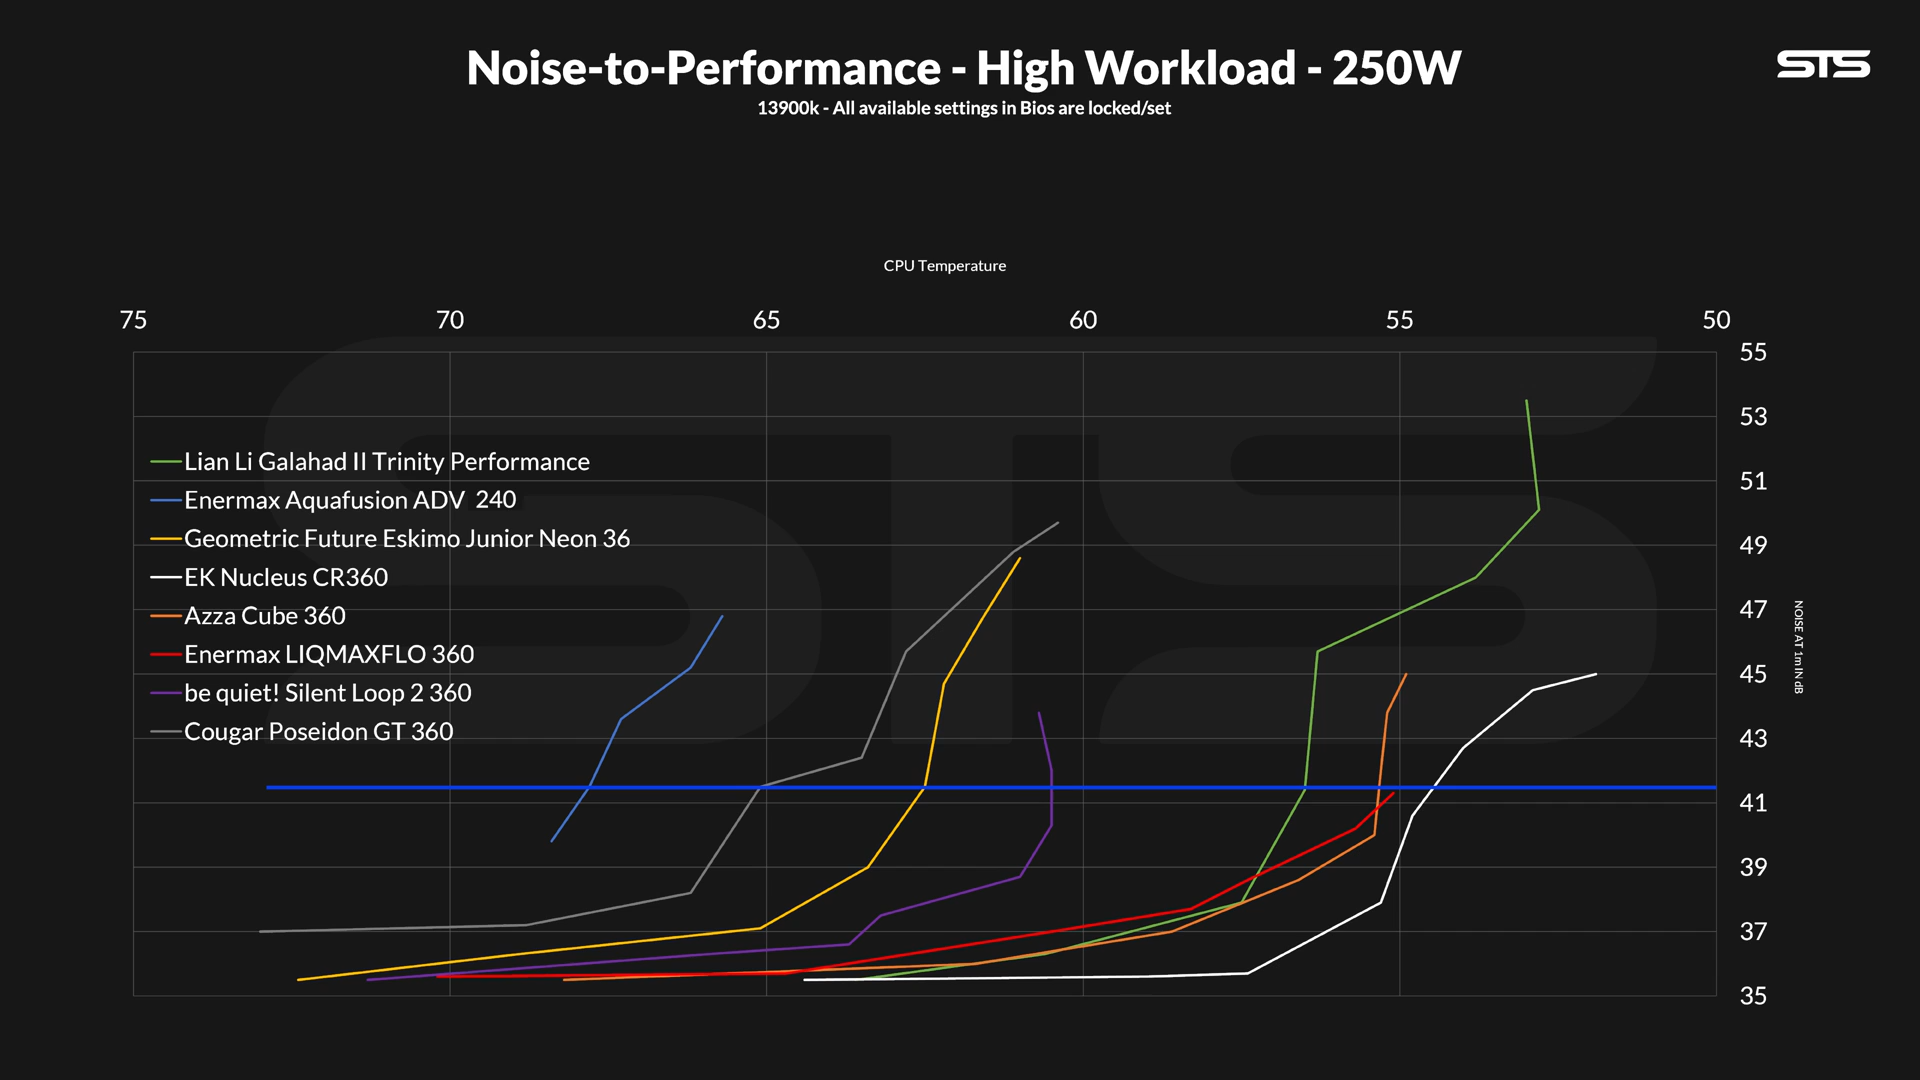 Noise-to-Performance - High Workload - 250W
STS
13900k - All available settings in Bios are locked/set
CPU Temperature
75 70 65 60 55 50
55
53
51
49
47
45
43
41
39
37
35
Lian Li Galahad II Trinity Performance
Enermax Aquafusion ADV 240
Geometric Future Eskimo Junior Neon 36
EK Nucleus CR360
Azza Cube 360
Enermax LIQMAXFLO 360
be quiet! Silent Loop 2 360
Cougar Poseidon GT 360
NOISE AT 1m IN dB
STS